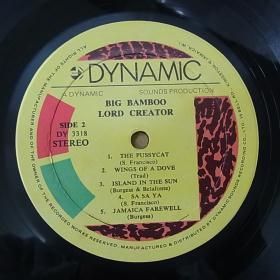 DYNAMIC
A DYNAMIC SOUNDS PRODUCTION
BIG BAMBOO
LORD CREATOR
SIDE 2
DY 3318
STEREO
1. THE PUSSYCAT
(S. Francisco)
2. WINGS OF A DOVE
(Trad)
3. ISLAND IN THE SUN
(Burgess & Belafonte)
4. SA SA YA
(S. Francisco)
5. JAMAICA FAREWELL
(Burgess)
ALL RIGHTS OF THE MANUFACTURER AND OF THE OWNER OF THE RECORDED WORKS RESERVED. MANUFACTURED & DISTRIBUTED BY DYNAMIC SOUNDS RECORDING